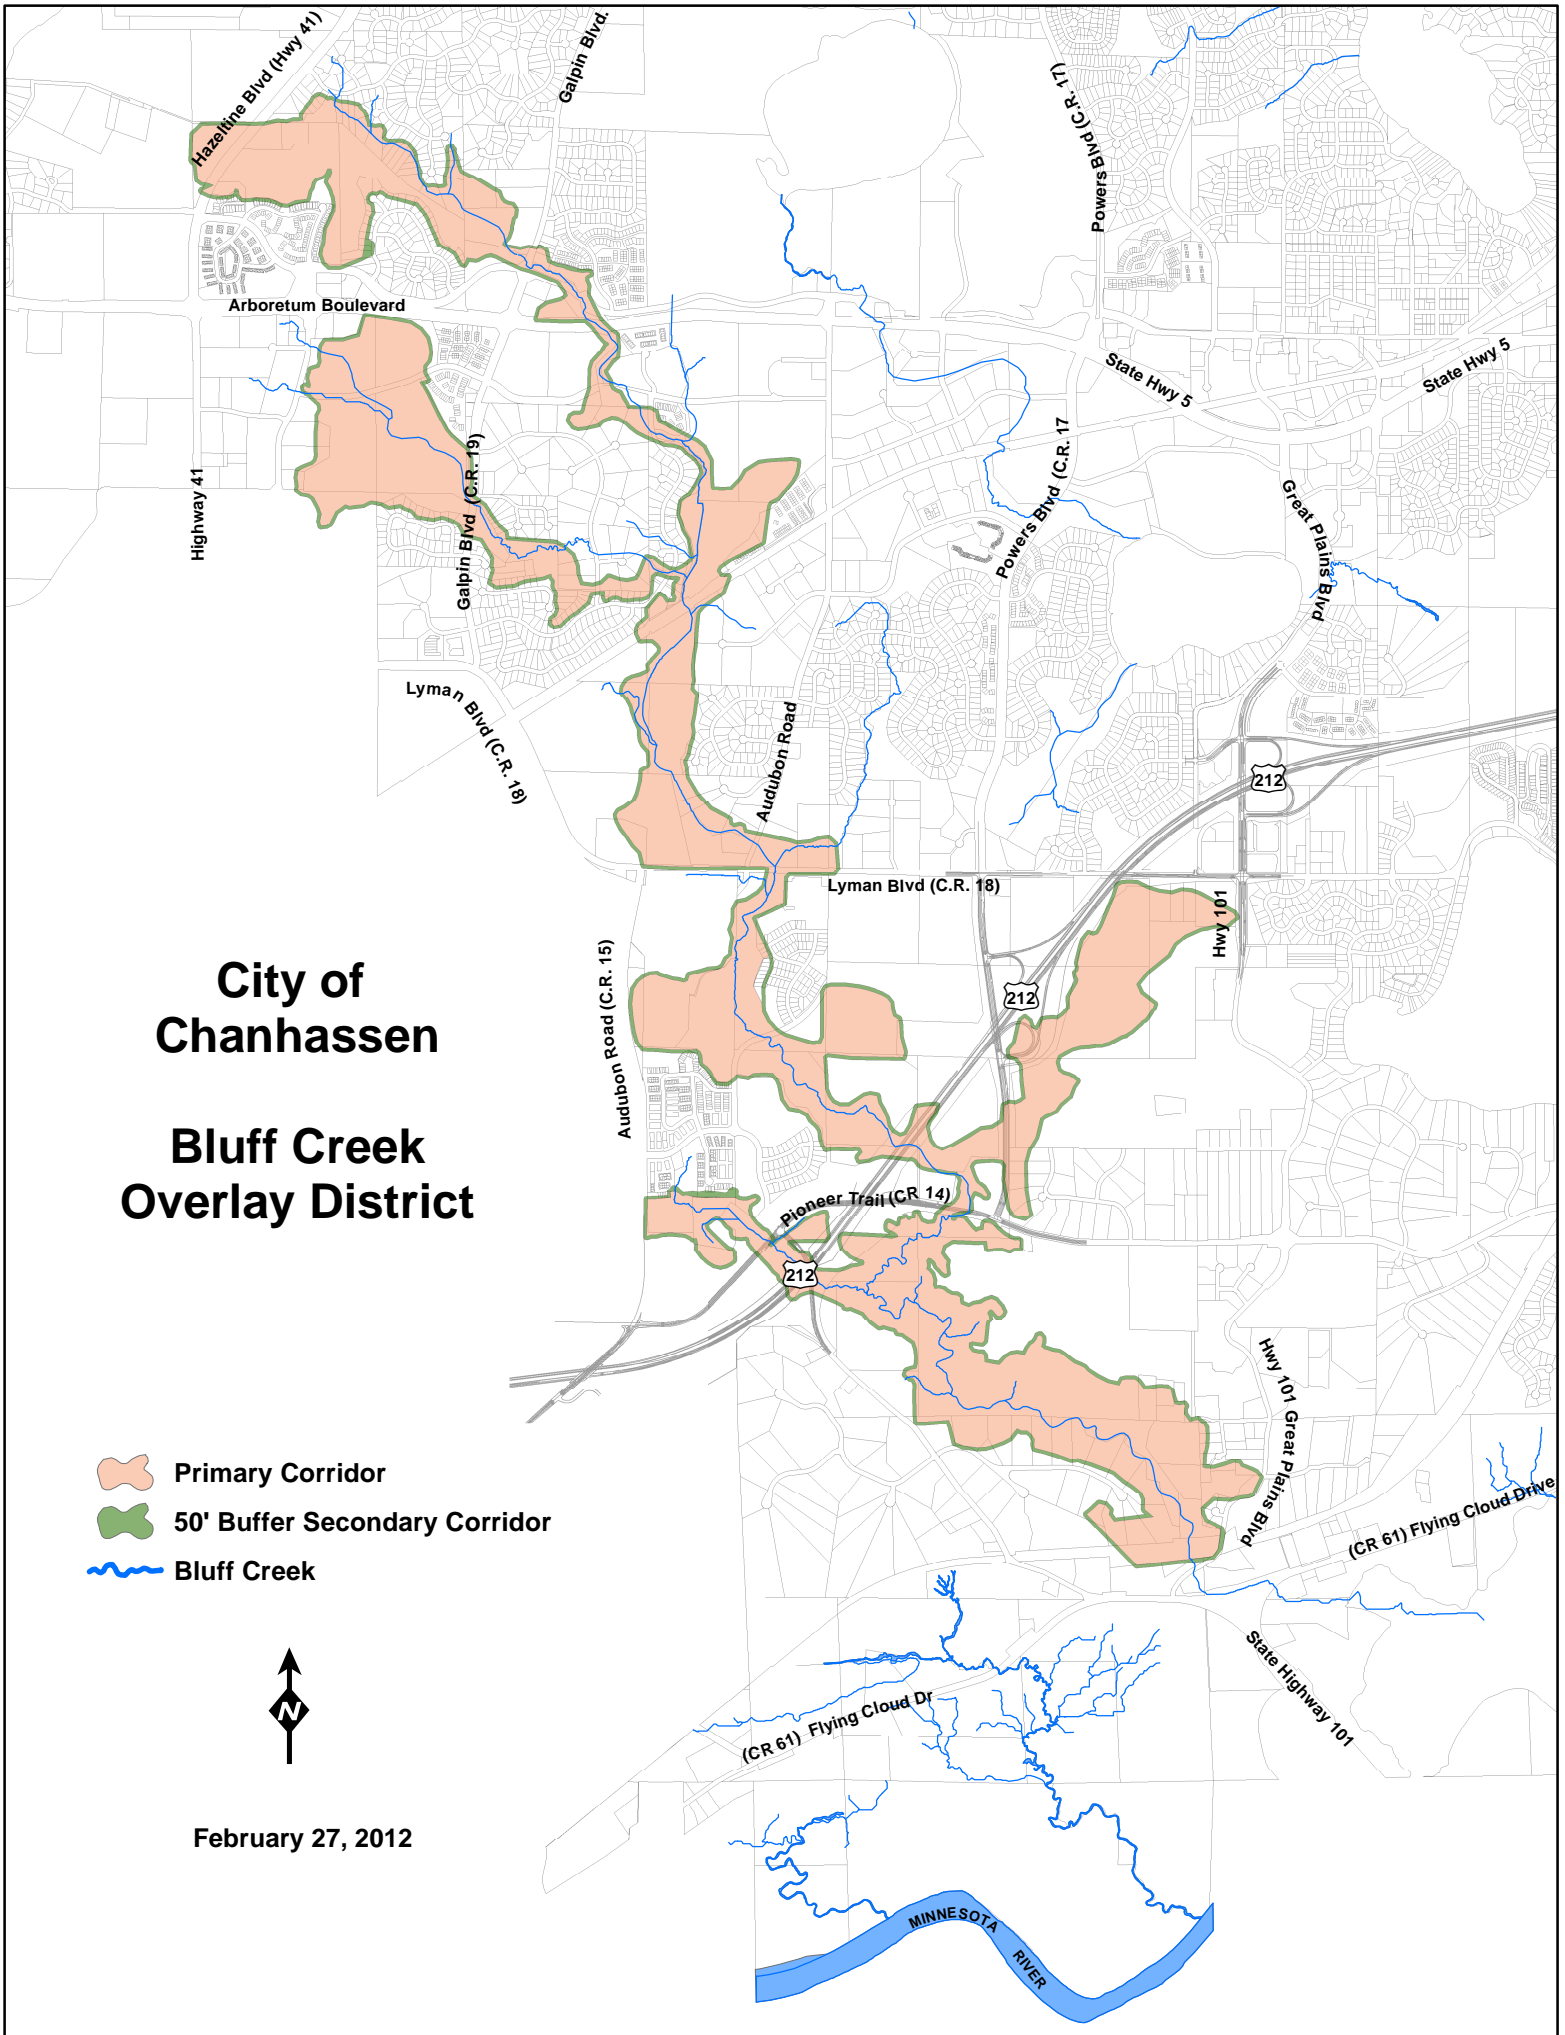 Hazeltine Blvd (Hwy 41)
Galpin Blvd.
Powers Blvd (C.R. 17)
Arboretum Boulevard
State Hwy 5
State Hwy 5
Highway 41
Galpin Blvd (C.R. 19)
Powers Blvd (C.R. 17
Great Plains Blvd
Lyman Blvd (C.R. 18)
Audubon Road
212
Lyman Blvd (C.R. 18)
Hwy 101
212
Audubon Road (C.R. 15)
City of
Chanhassen
Bluff Creek
Overlay District
Pioneer Trail (CR 14)
212
Hwy 101 Great Plains Blvd
Primary Corridor
50' Buffer Secondary Corridor
Bluff Creek
(CR 61) Flying Cloud Drive
State Highway 101
N
(CR 61) Flying Cloud Dr
February 27, 2012
MINNESOTA
RIVER